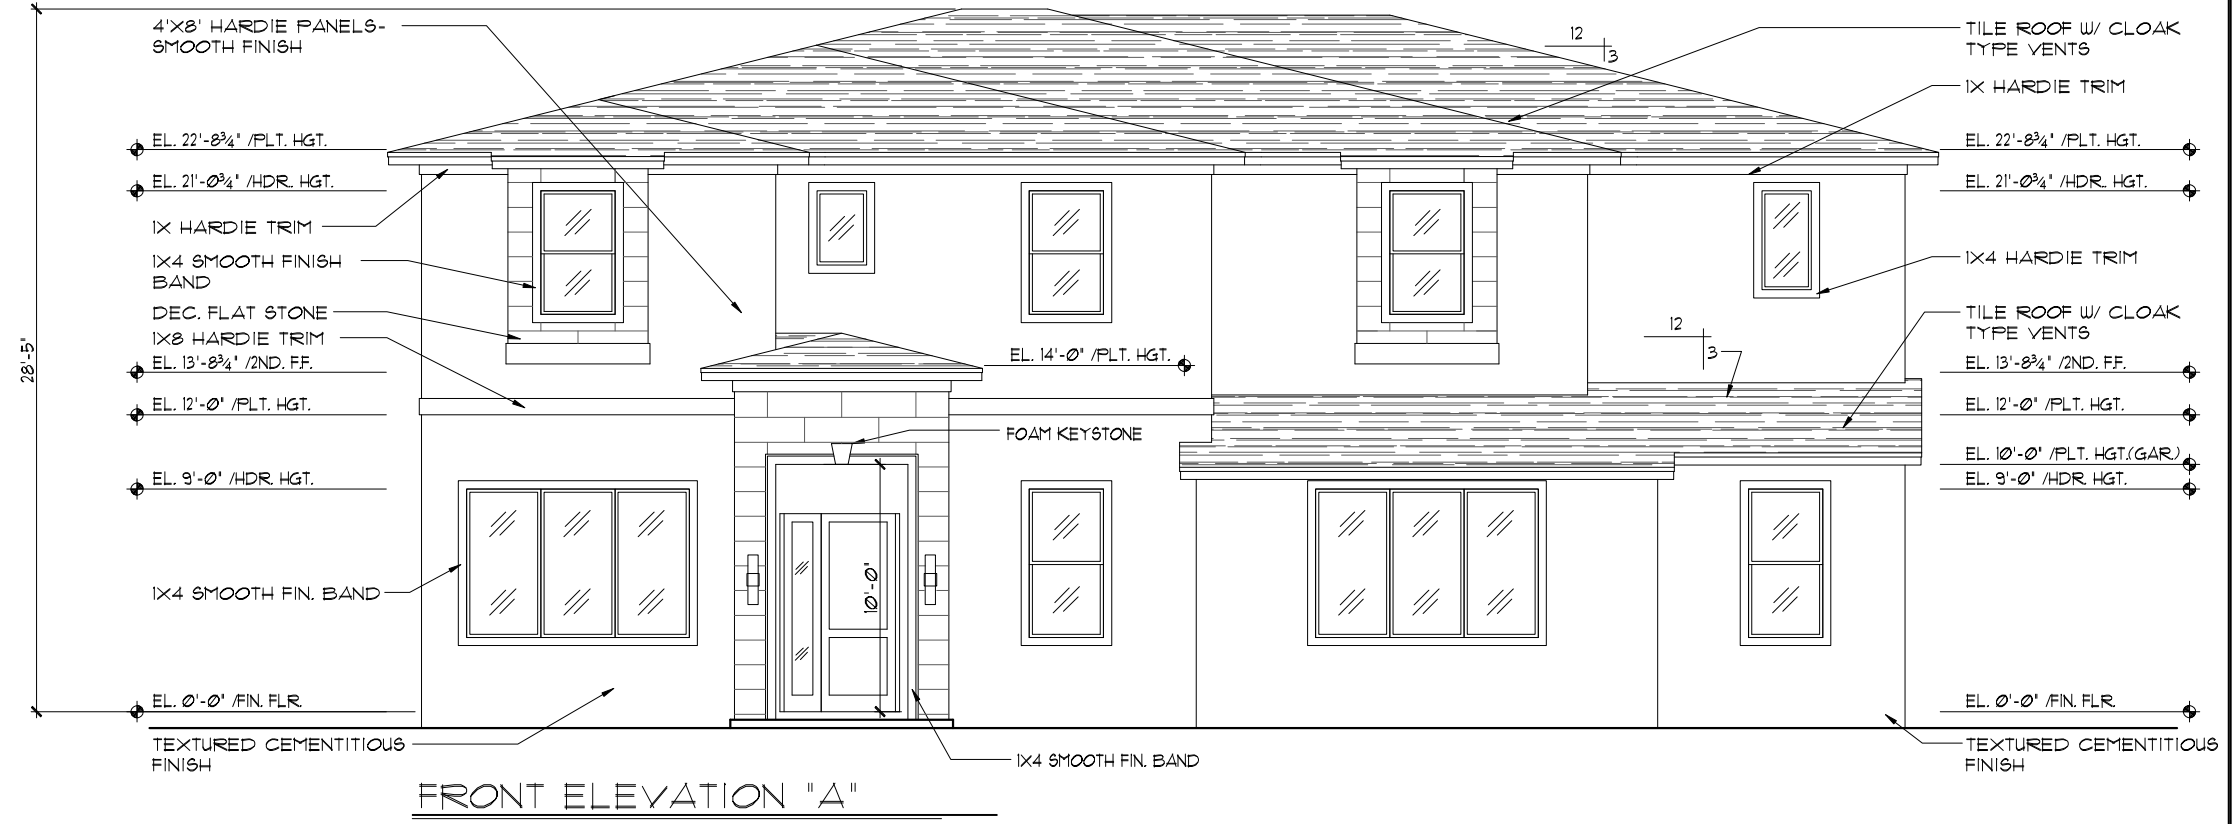 4'X8' HARDIE PANELS-
SMOOTH FINISH
EL. 22'-8¾" /PLT. HGT.
EL. 21'-0¾" /HDR. HGT.
1X HARDIE TRIM
1X4 SMOOTH FINISH
BAND
DEC. FLAT STONE
1X8 HARDIE TRIM
EL. 13'-8¾" /2ND. F.F.
EL. 12'-0" /PLT. HGT.
EL. 9'-0" /HDR. HGT.
1X4 SMOOTH FIN. BAND
EL. 0'-0" /FIN. FLR.
TEXTURED CEMENTITIOUS
FINISH
28'-5"
12
3
EL. 14'-0" /PLT. HGT.
FOAM KEYSTONE
10'-0"
1X4 SMOOTH FIN. BAND
12
3
TILE ROOF W/ CLOAK
TYPE VENTS
1X HARDIE TRIM
EL. 22'-8¾" /PLT. HGT.
EL. 21'-0¾" /HDR. HGT.
1X4 HARDIE TRIM
TILE ROOF W/ CLOAK
TYPE VENTS
EL. 13'-8¾" /2ND. F.F.
EL. 12'-0" /PLT. HGT.
EL. 10'-0" /PLT. HGT.(GAR.)
EL. 9'-0" /HDR. HGT.
EL. 0'-0" /FIN. FLR.
TEXTURED CEMENTITIOUS
FINISH
FRONT ELEVATION "A"